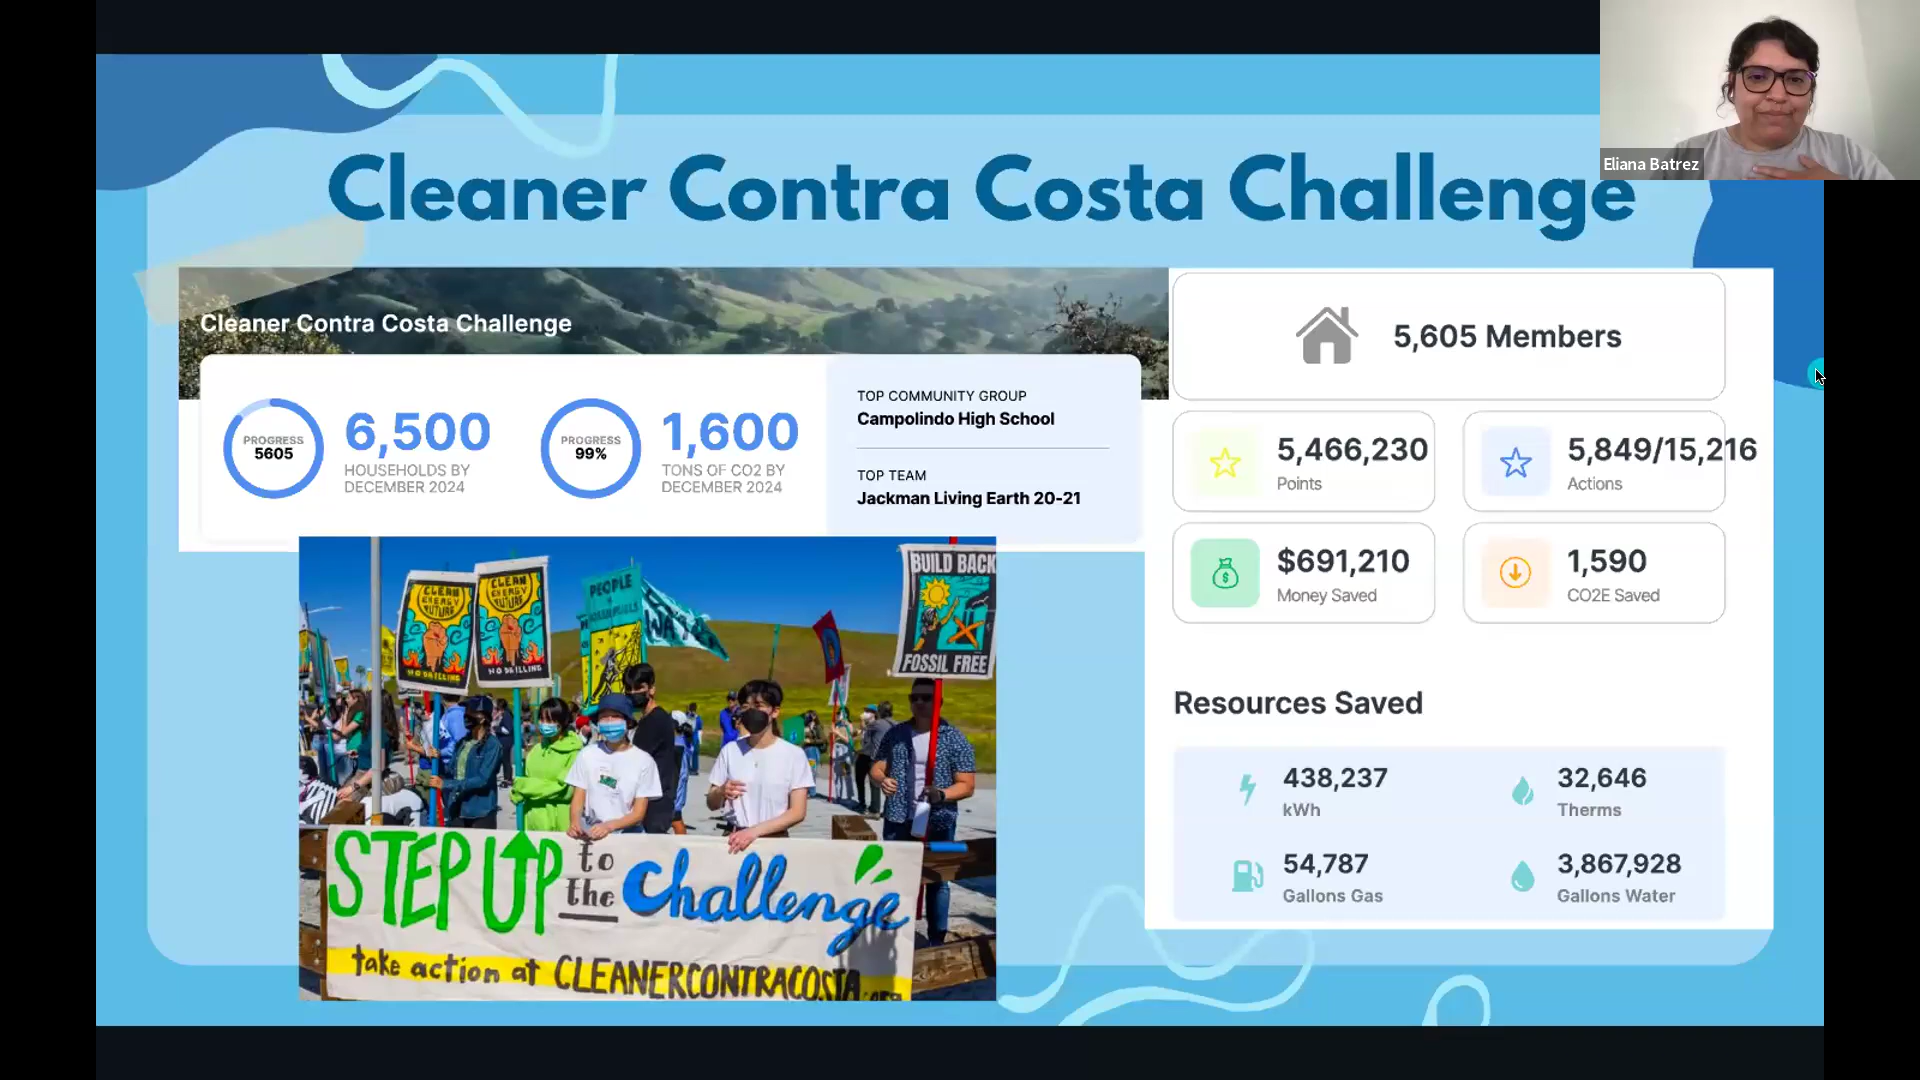 Cleaner Contra Costa Challenge
Eliana Batrez
Cleaner Contra Costa Challenge
PROGRESS
5605
6,500
HOUSEHOLDS BY
DECEMBER 2024
PROGRESS
99%
1,600
TONS OF CO2 BY
DECEMBER 2024
TOP COMMUNITY GROUP
Campolindo High School
TOP TEAM
Jackman Living Earth 20-21
5,605 Members
5,466,230
Points
5,849/15,216
Actions
$691,210
Money Saved
1,590
CO2E Saved
Resources Saved
438,237
kWh
32,646
Therms
54,787
Gallons Gas
3,867,928
Gallons Water
CLEAN
ENERGY
FUTURE
NO DRILLING
CLEAN
ENERGY
FUTURE
NO DRILLING
PEOPLE
BUILD BACK
FOSSIL FREE
STEP UP to the Challenge
take action at CLEANERCONTRACOSTA.ORG